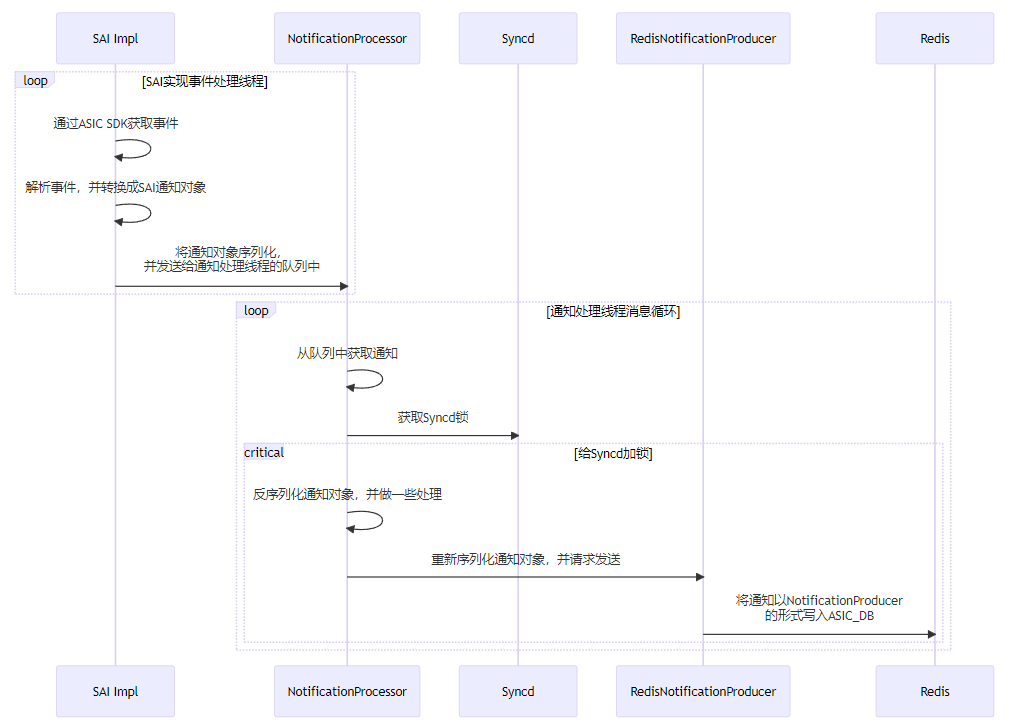 SAI Impl
NotificationProcessor
Syncd
RedisNotificationProducer
Redis
loop
[SAI实现事件处理线程]
通过ASIC SDK获取事件
解析事件，并转换成SAI通知对象
将通知对象序列化，
并发送给通知处理线程的队列中
loop
[通知处理线程消息循环]
从队列中获取通知
获取Syncd锁
critical
[给Syncd加锁]
反序列化通知对象，并做一些处理
重新序列化通知对象，并请求发送
将通知以NotificationProducer
的形式写入ASIC_DB
SAI Impl
NotificationProcessor
Syncd
RedisNotificationProducer
Redis